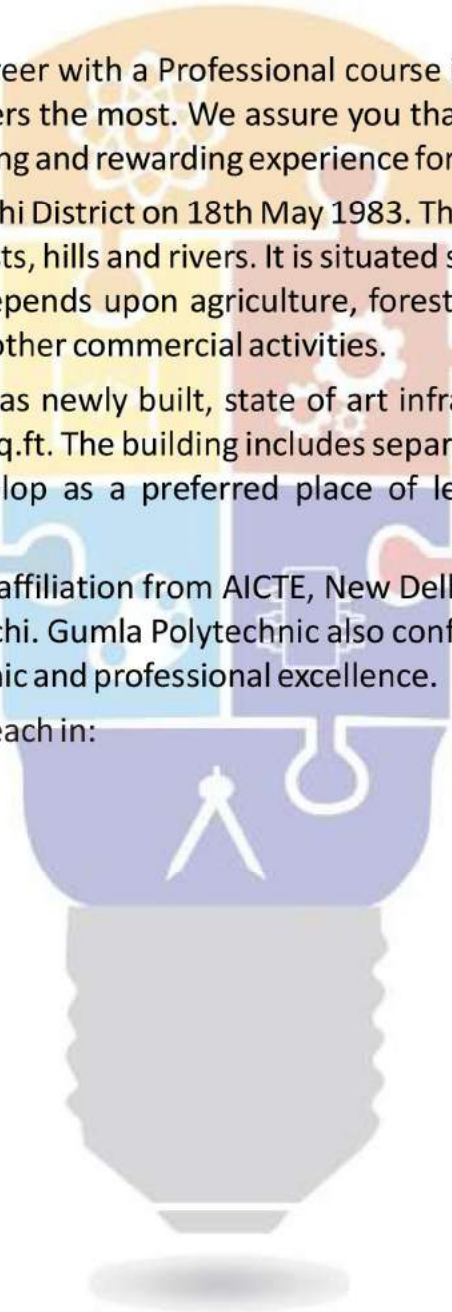 reer with a Professional course i
ers the most. We assure you tha
ng and rewarding experience for
hi District on 18th May 1983. Th
sts, hills and rivers. It is situated s
epends upon agriculture, forest
other commercial activities.
as newly built, state of art infra
q.ft. The building includes separ
lop as a preferred place of le
affiliation from AICTE, New Del
chi. Gumla Polytechnic also conf
nic and professional excellence.
each in: